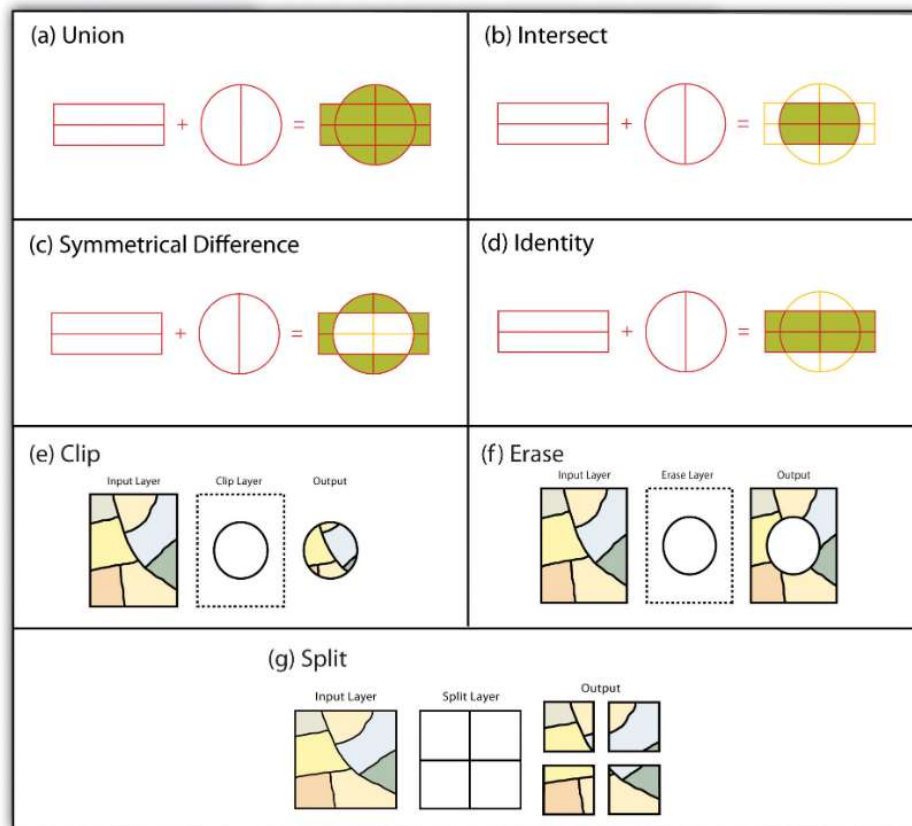 (a) Union
(b) Intersect
+ =
+ =
(c) Symmetrical Difference
(d) Identity
+ =
+ =
(e) Clip
Input Layer Clip Layer Output
(f) Erase
Input Layer Erase Layer Output
(g) Split
Input Layer Split Layer Output